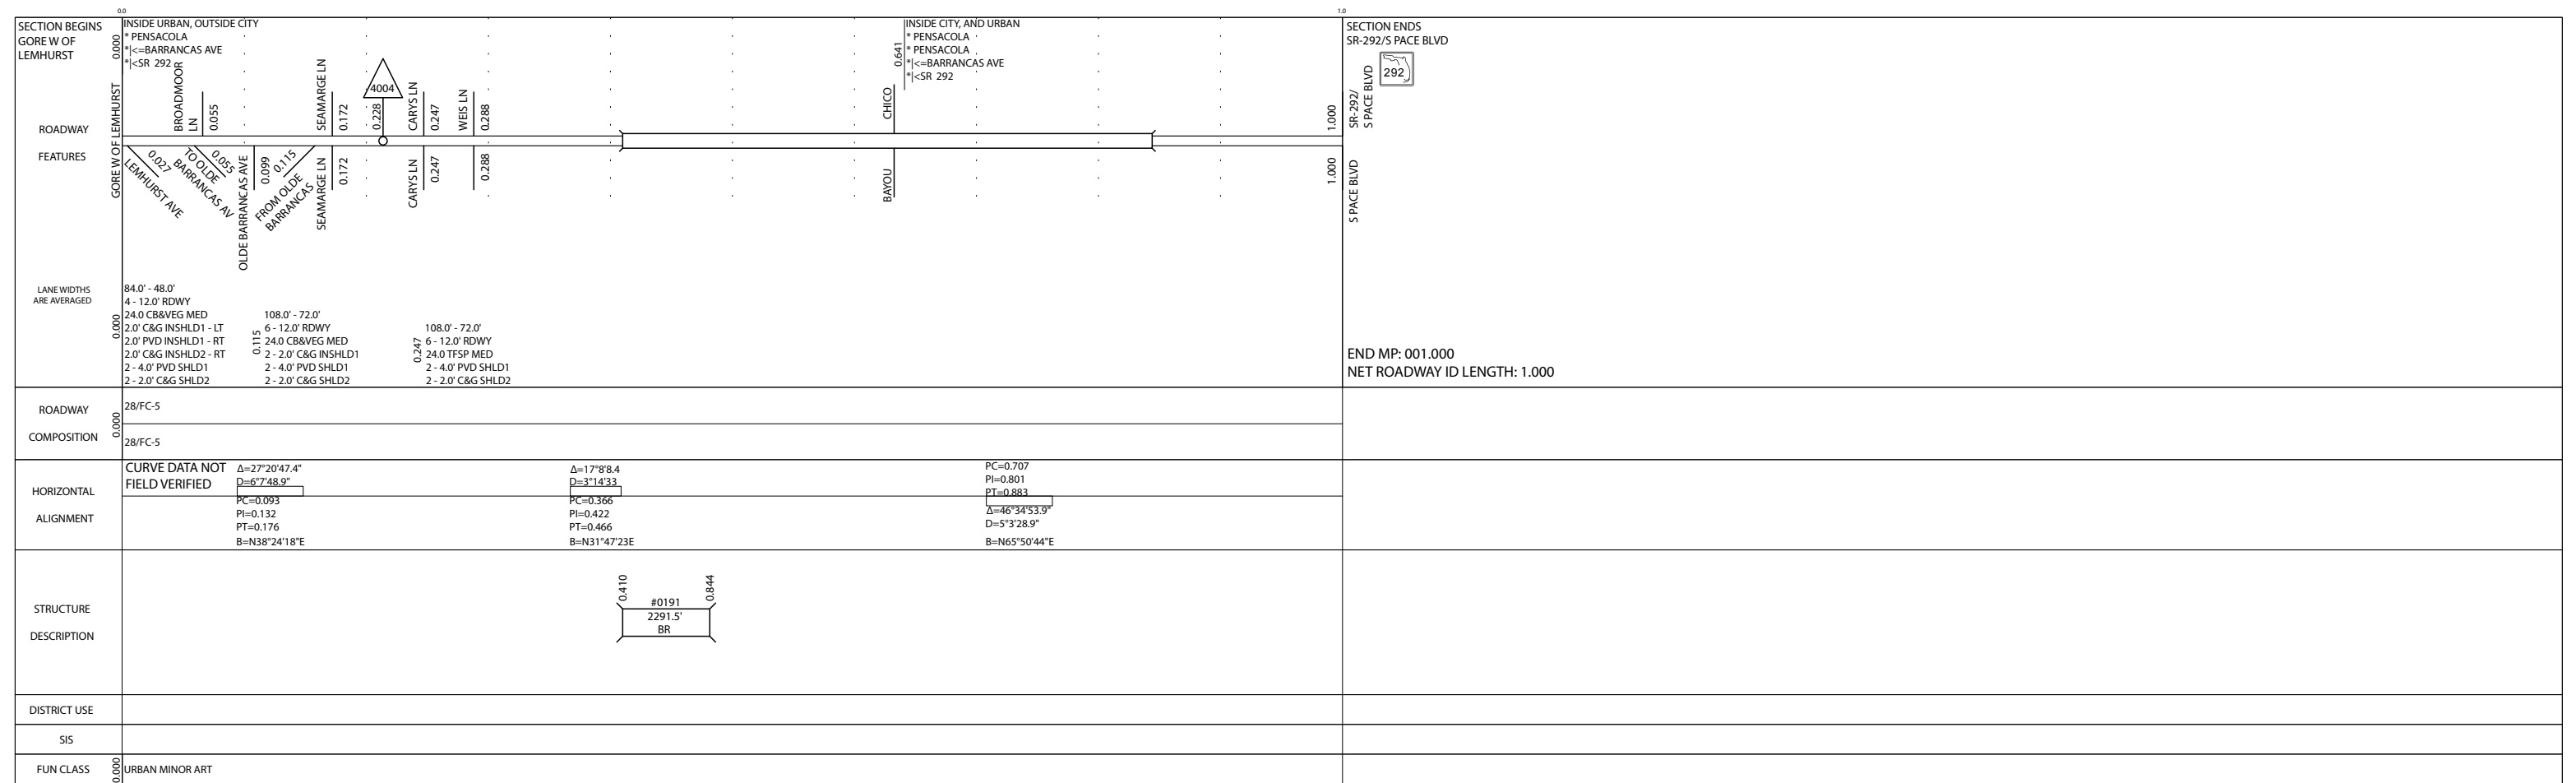 0.0
1.0
SECTION BEGINS
GORE W OF
LEMHURST
0.000
INSIDE URBAN, OUTSIDE CITY
* PENSACOLA
*|<=BARRANCAS AVE
*|<SR 292
0.641
INSIDE CITY, AND URBAN
* PENSACOLA
* PENSACOLA
*|<=BARRANCAS AVE
*|<SR 292
SECTION ENDS
SR-292/S PACE BLVD
292
ROADWAY
FEATURES
GORE W OF LEMHURST
BROADMOOR
LN
0.055
SEAMARGE LN
0.172
4004
0.228
CARYS LN
0.247
WEIS LN
0.288
CHICO
1.000
SR-292/
S PACE BLVD
0.027
LEMHURST AVE
0.055
TO OLDE
BARRANCAS AV
OLDE BARRANCAS AVE
0.099
0.115
FROM OLDE
BARRANCAS
SEAMARGE LN
0.172
CARYS LN
0.247
0.288
BAYOU
1.000
S PACE BLVD
LANE WIDTHS
ARE AVERAGED
0.000
84.0' - 48.0'
4 - 12.0' RDWY
24.0 CB&VEG MED
2.0' C&G INSHLD1 - LT
2.0' PVD INSHLD1 - RT
2.0' C&G INSHLD2 - RT
2 - 4.0' PVD SHLD1
2 - 2.0' C&G SHLD2
0.115
108.0' - 72.0'
6 - 12.0' RDWY
24.0 CB&VEG MED
2 - 2.0' C&G INSHLD1
2 - 4.0' PVD SHLD1
2 - 2.0' C&G SHLD2
0.247
108.0' - 72.0'
6 - 12.0' RDWY
24.0 TFSP MED
2 - 4.0' PVD SHLD1
2 - 2.0' C&G SHLD2
END MP: 001.000
NET ROADWAY ID LENGTH: 1.000
ROADWAY
COMPOSITION
0.000
28/FC-5
28/FC-5
HORIZONTAL
ALIGNMENT
CURVE DATA NOT
FIELD VERIFIED
Δ=27°20'47.4"
D=6°7'48.9"
PC=0.093
PI=0.132
PT=0.176
B=N38°24'18"E
Δ=17°8'8.4
D=3°14'33
PC=0.366
PI=0.422
PT=0.466
B=N31°47'23E
PC=0.707
PI=0.801
PT=0.883
Δ=46°34'53.9"
D=5°3'28.9"
B=N65°50'44"E
STRUCTURE
DESCRIPTION
0.410
0.844
#0191
2291.5'
BR
DISTRICT USE
SIS
FUN CLASS
0.000
URBAN MINOR ART